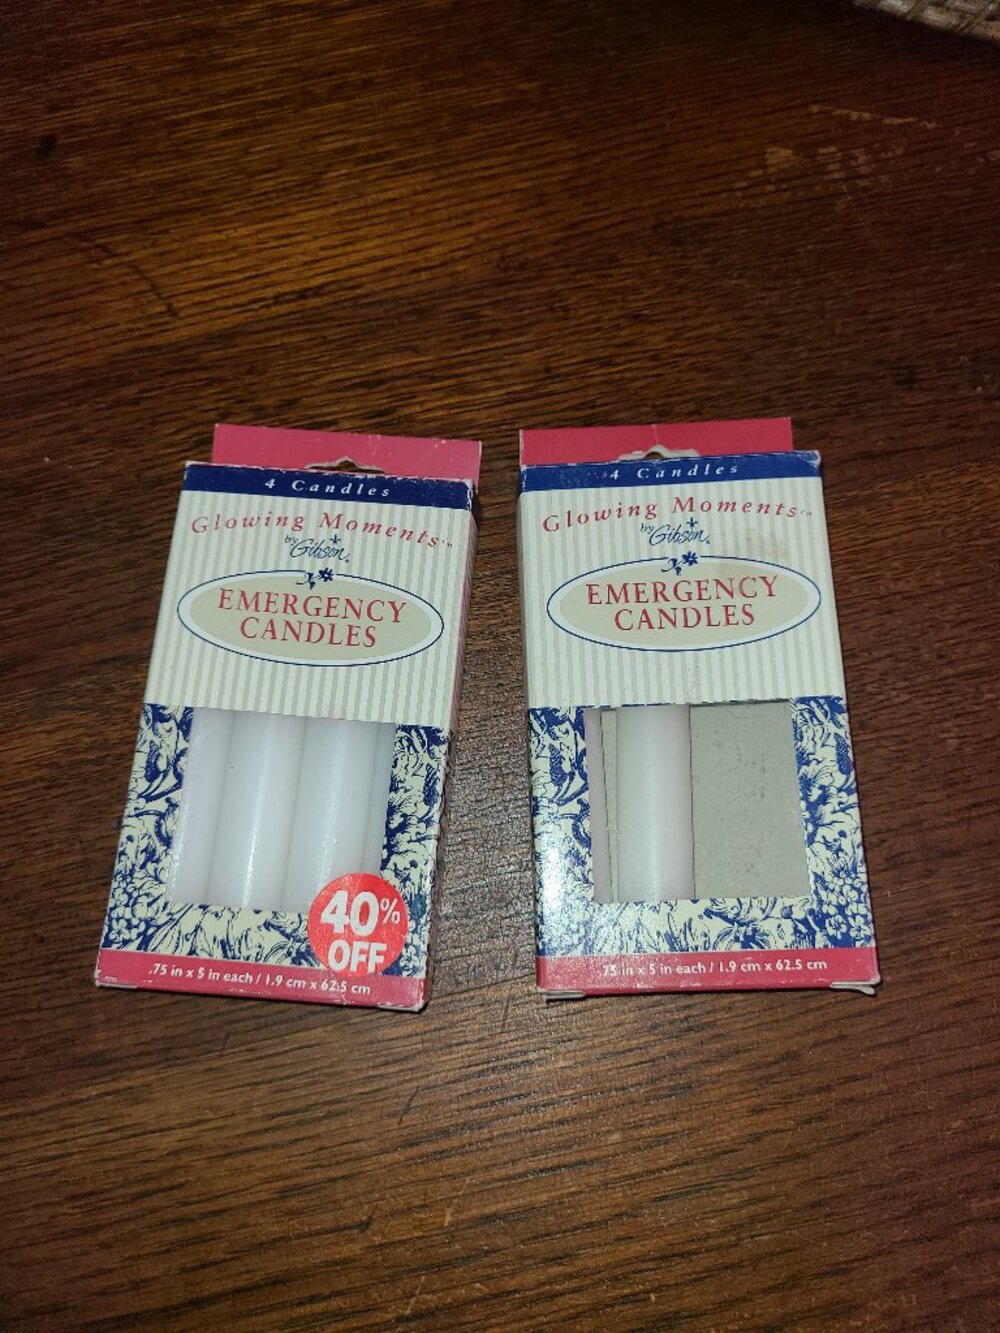 4 Candles
Glowing Moments™
by Gibson®
EMERGENCY
CANDLES
40%
OFF
.75 in x 5 in each / 1.9 cm x 62.5 cm
4 Candles
Glowing Moments™
by Gibson®
EMERGENCY
CANDLES
.75 in x 5 in each / 1.9 cm x 62.5 cm